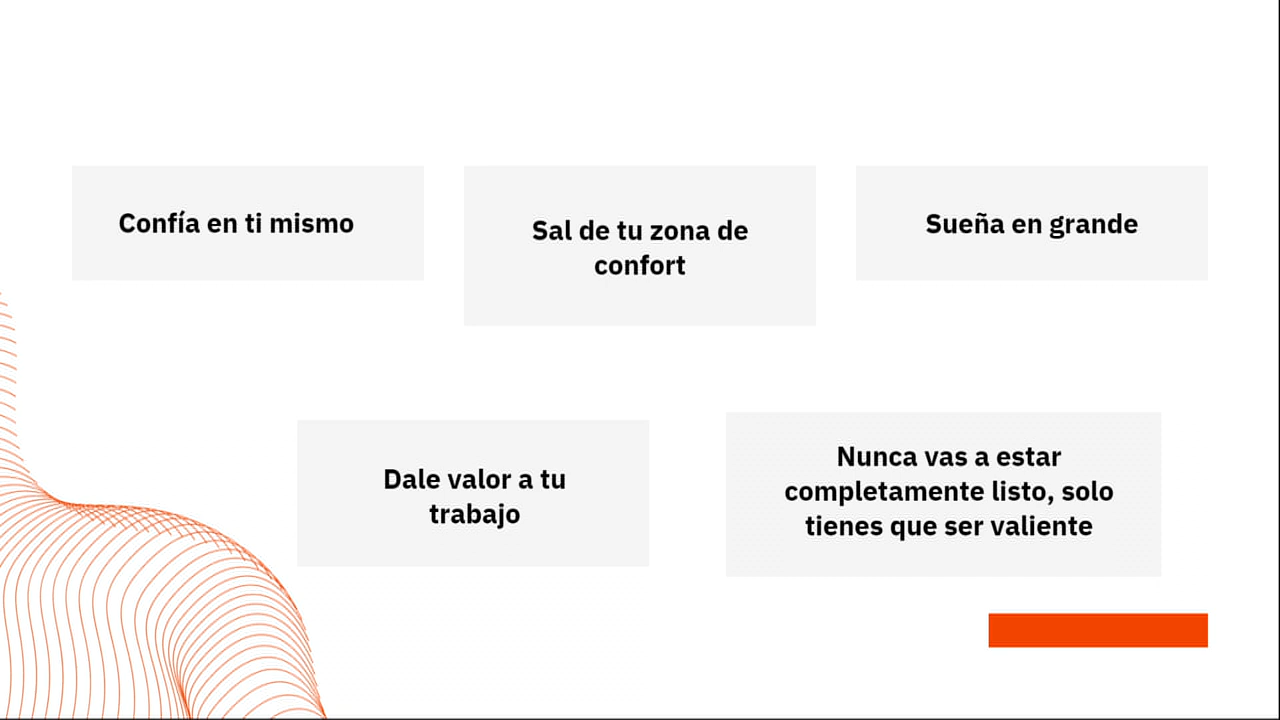 Confía en ti mismo
Sal de tu zona de
confort
Sueña en grande
Dale valor a tu
trabajo
Nunca vas a estar
completamente listo, solo
tienes que ser valiente